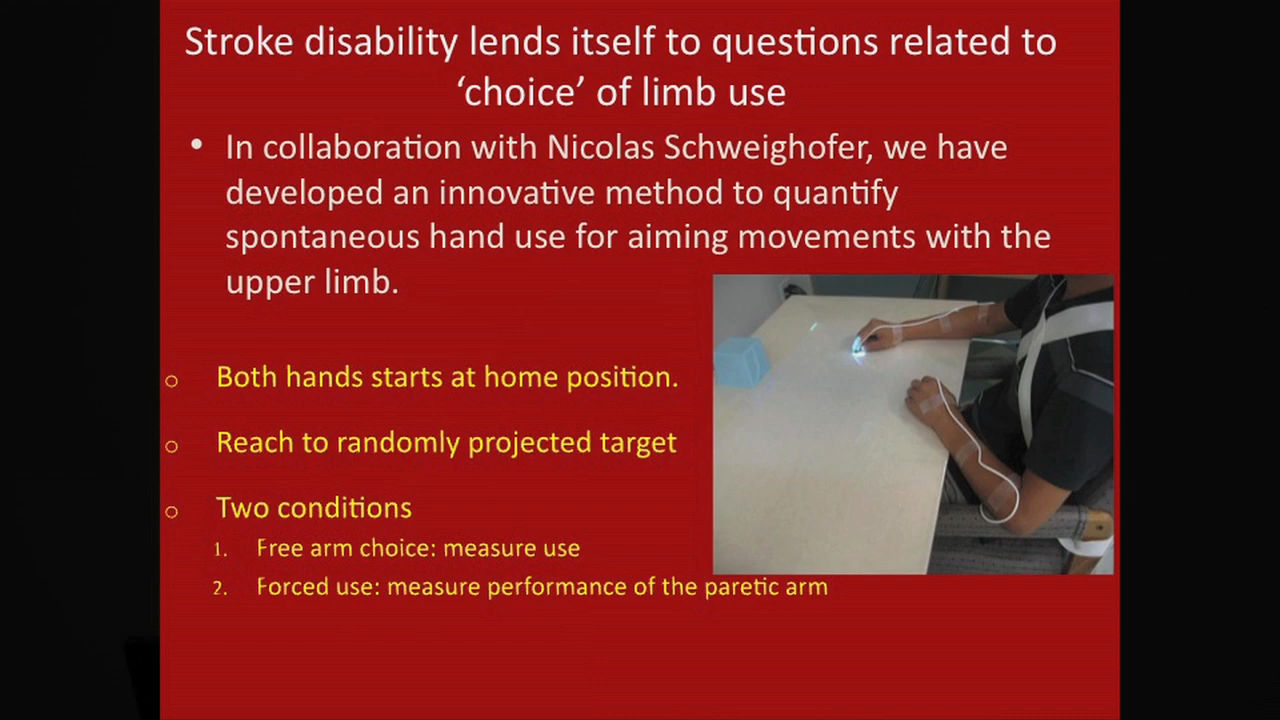 Stroke disability lends itself to questions related to
‘choice’ of limb use
• In collaboration with Nicolas Schweighofer, we have
developed an innovative method to quantify
spontaneous hand use for aiming movements with the
upper limb.
o Both hands starts at home position.
o Reach to randomly projected target
o Two conditions
1. Free arm choice: measure use
2. Forced use: measure performance of the paretic arm